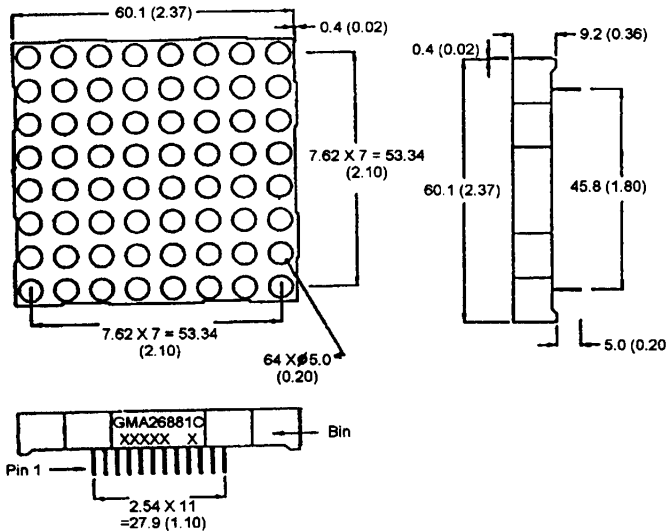 60.1 (2.37)
0.4 (0.02)
7.62 X 7 = 53.34
(2.10)
7.62 X 7 = 53.34
(2.10)
64 XØ5.0
(0.20)
9.2 (0.36)
0.4 (0.02)
60.1 (2.37)
45.8 (1.80)
5.0 (0.20
GMA26881C
XXXXX X
Bin
Pin 1
2.54 X 11
=27.9 (1.10)